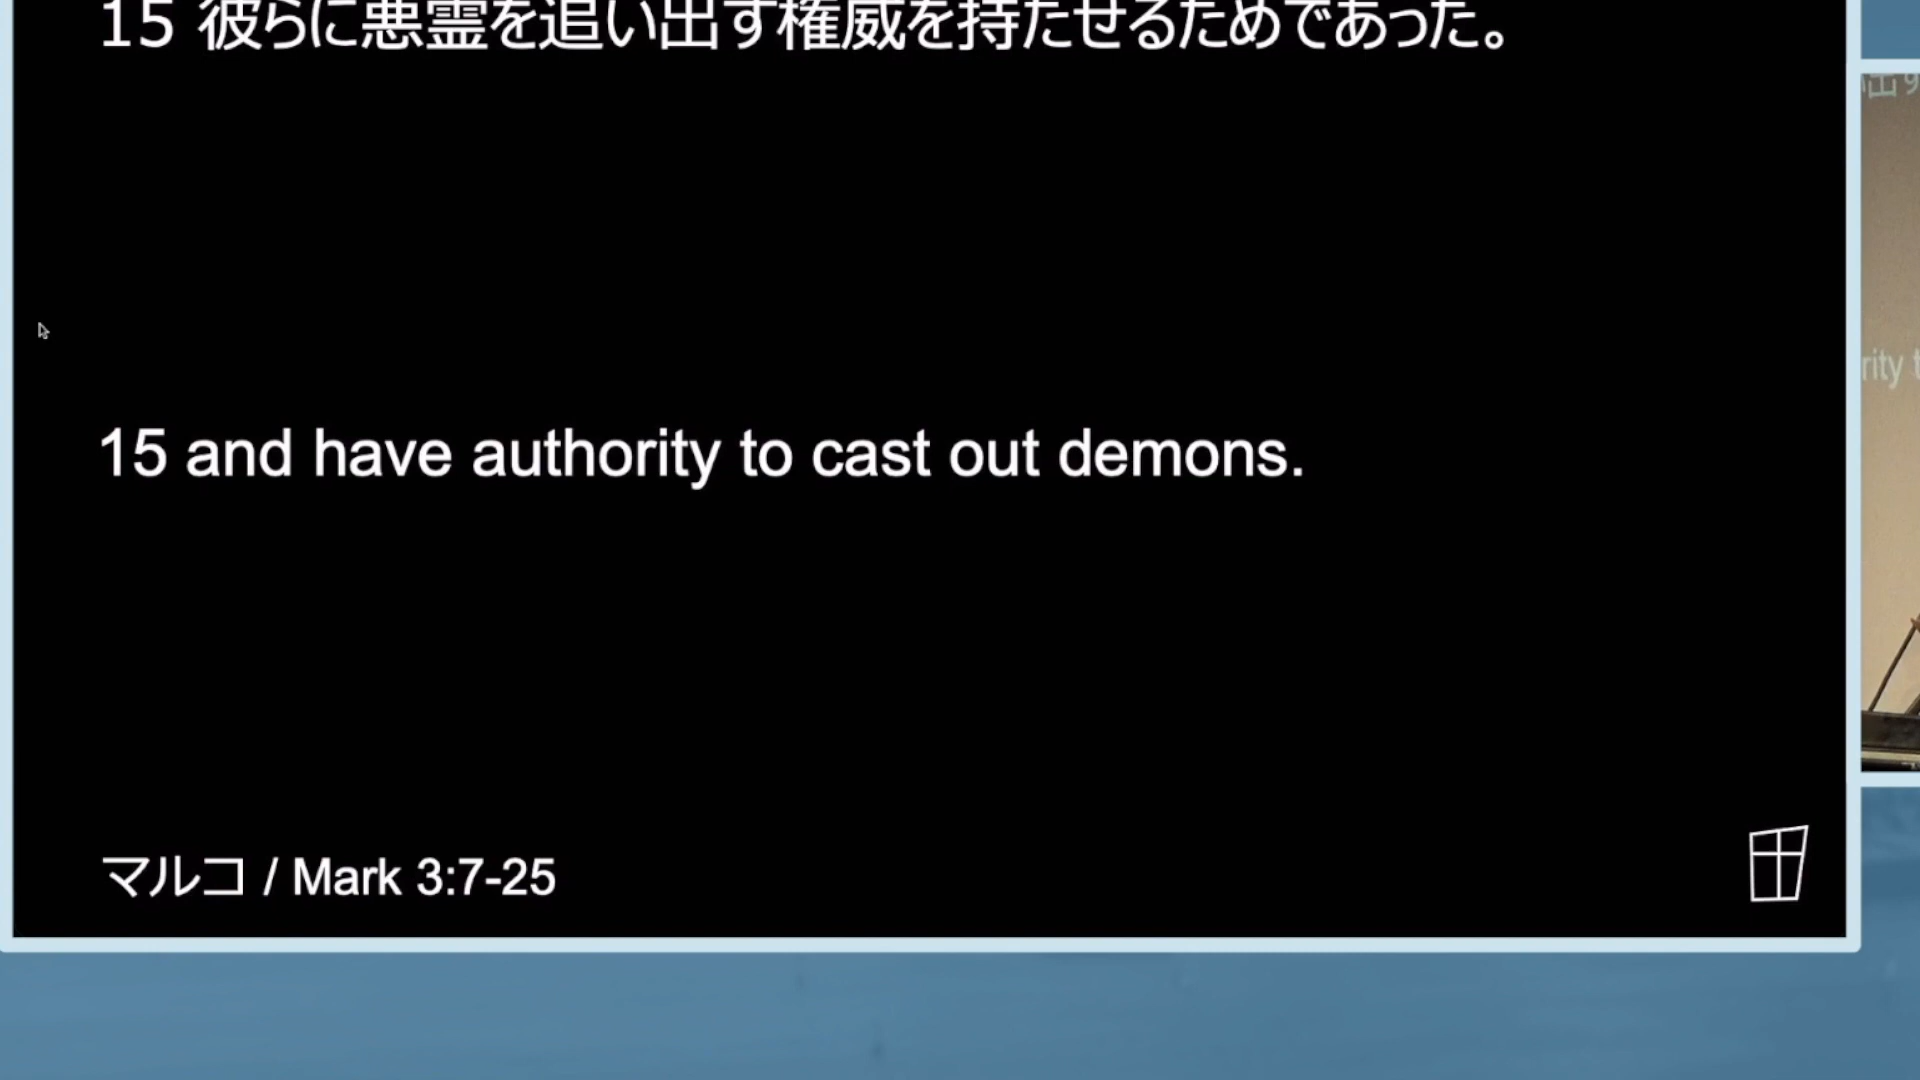 15 彼らに悪霊を追い出す権威を持たせるためであった。
出す
15 and have authority to cast out demons.
マルコ / Mark 3:7-25